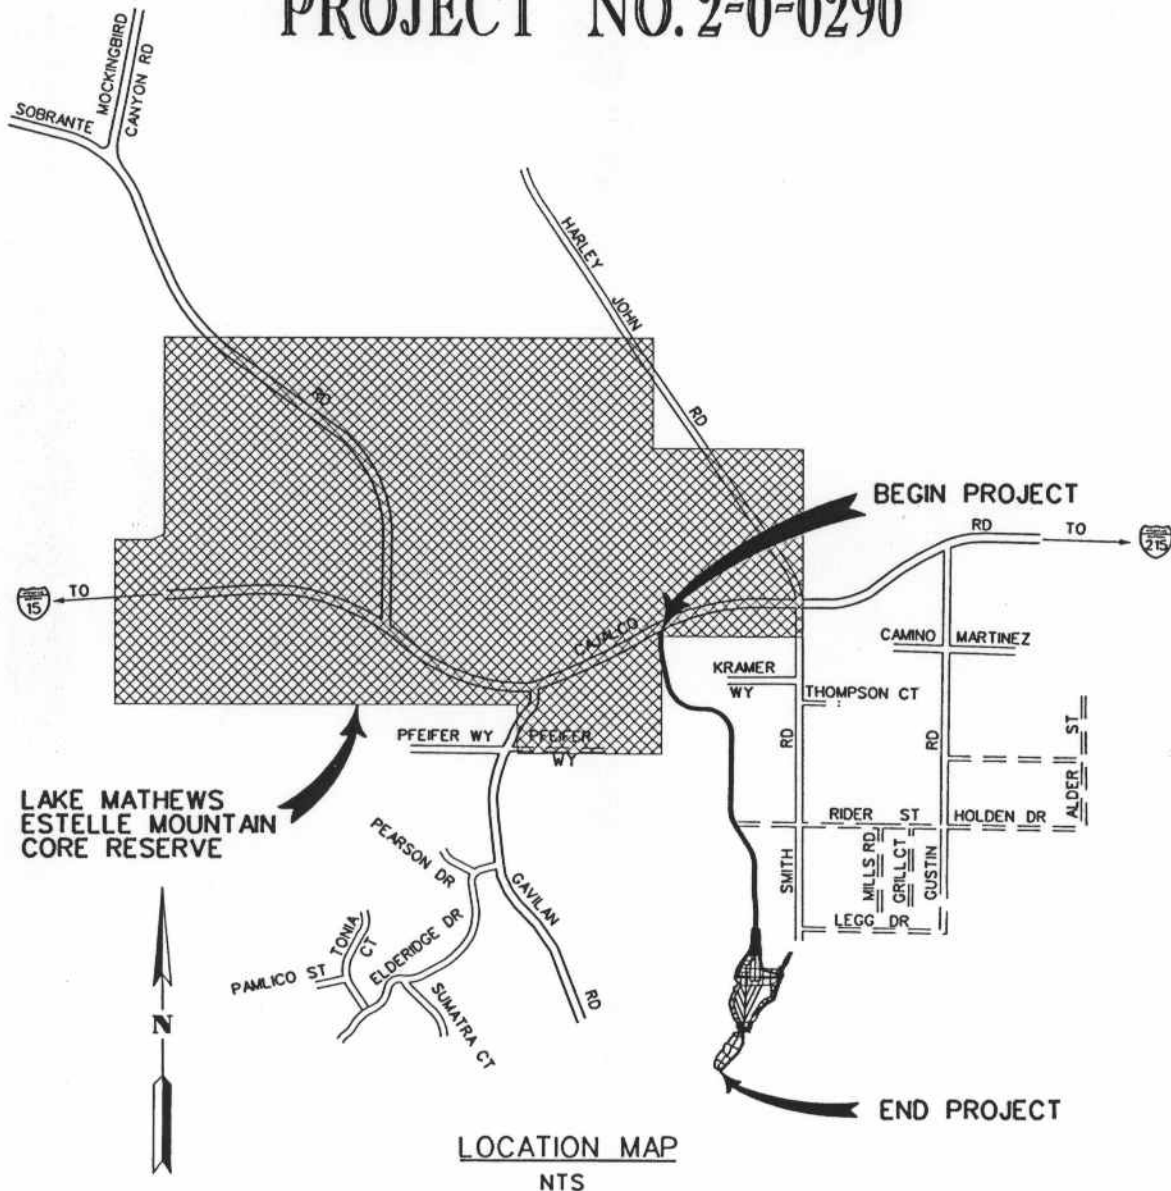 PROJECT NO. 2-0-0290
SOBRANTE
MOCKINGBIRD
CANYON RD
HARLEY
JOHN
RD
RD
BEGIN PROJECT
RD
TO
215
15
TO
CAJALCO
CAMINO
MARTINEZ
KRAMER
WY
THOMPSON CT
PFEIFER WY
PFEIFER
WY
RD
RD
ST
ALDER
LAKE MATHEWS
ESTELLE MOUNTAIN
CORE RESERVE
RIDER ST
HOLDEN DR
PEARSON DR
GAVILAN
RD
SMITH
MILLS RD
GRILL CT
GUSTIN
LEGG DR
TONIA
CT
ELDERIDGE DR
PAMLICO ST
SUMATRA CT
N
END PROJECT
LOCATION MAP
NTS